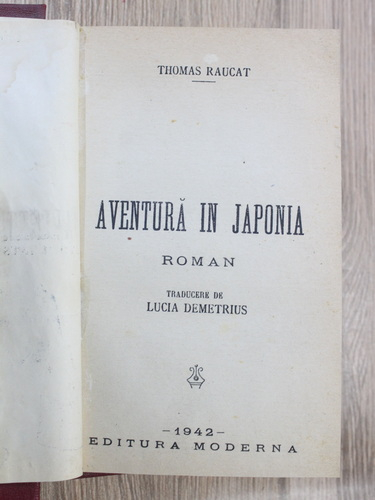 THOMAS RAUCAT
AVENTURĂ IN JAPONIA
ROMAN
TRADUCERE DE
LUCIA DEMETRIUS
-1942-
EDITURA MODERNA